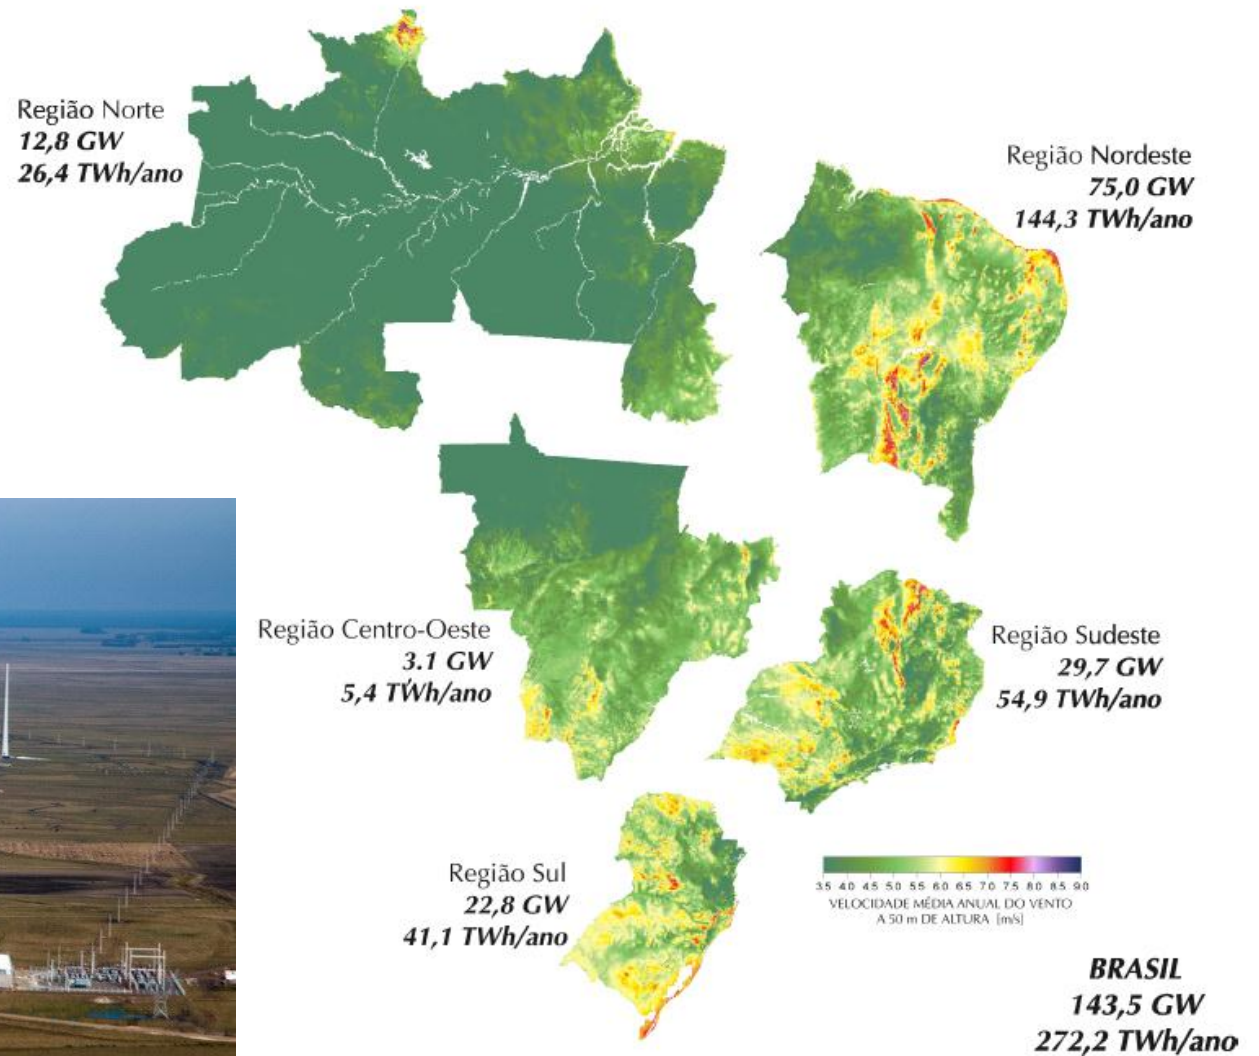 Região Norte
12,8 GW
26,4 TWh/ano
Região Nordeste
75,0 GW
144,3 TWh/ano
Região Centro-Oeste
3.1 GW
5,4 TWh/ano
Região Sudeste
29,7 GW
54,9 TWh/ano
Região Sul
22,8 GW
41,1 TWh/ano
3.5 4.0 4.5 5.0 5.5 6.0 6.5 7.0 7.5 8.0 8.5 9.0
VELOCIDADE MÉDIA ANUAL DO VENTO
A 50 m DE ALTURA [m/s]
BRASIL
143,5 GW
272,2 TWh/ano